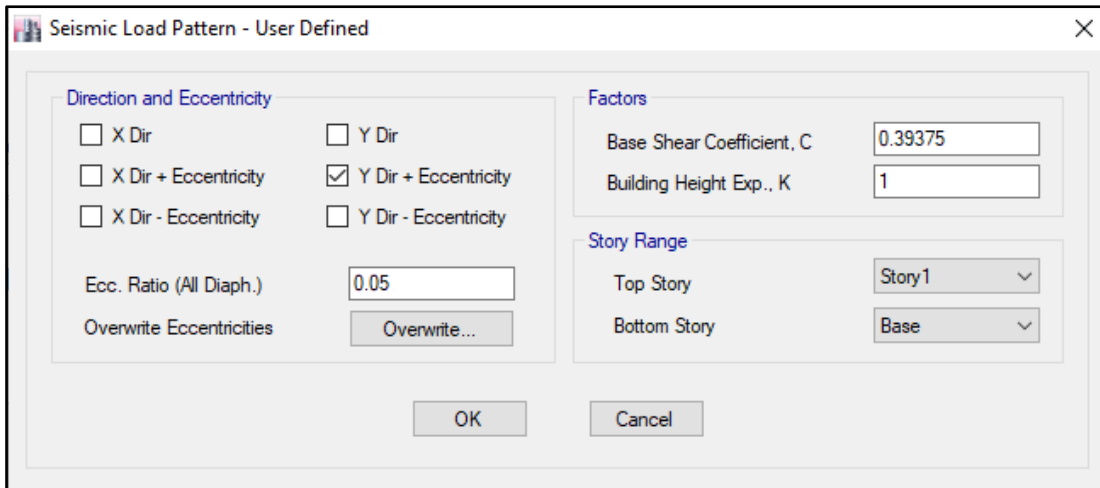 Seismic Load Pattern - User Defined
Direction and Eccentricity
X Dir
Y Dir
X Dir + Eccentricity
Y Dir + Eccentricity
X Dir - Eccentricity
Y Dir - Eccentricity
Ecc. Ratio (All Diaph.)
0.05
Overwrite Eccentricities
Overwrite...
Factors
Base Shear Coefficient, C
0.39375
Building Height Exp., K
1
Story Range
Top Story
Story1
Bottom Story
Base
OK
Cancel